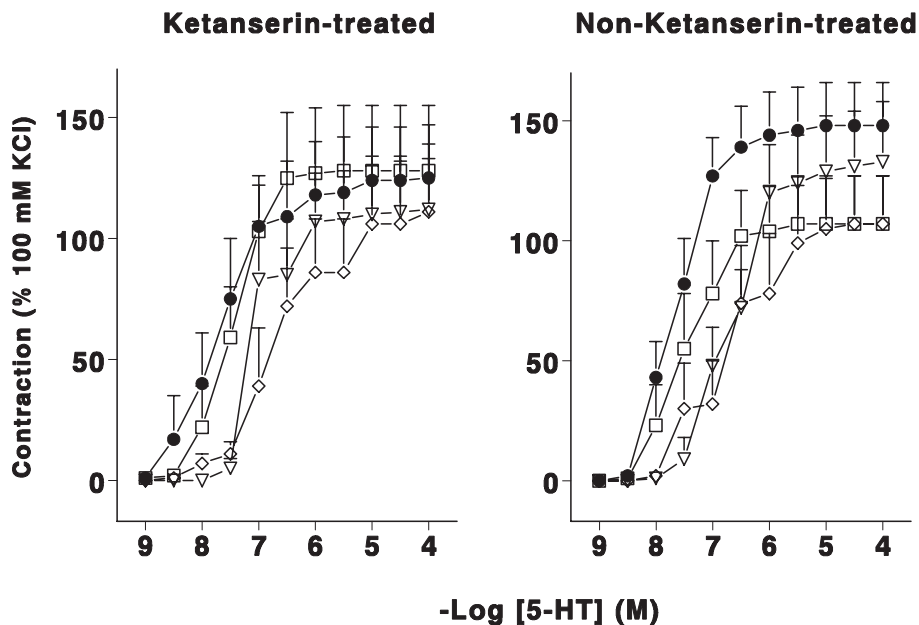 Ketanserin-treated
Non-Ketanserin-treated
Contraction (% 100 mM KCl)
150
100
50
0
9 8 7 6 5 4
150
100
50
0
9 8 7 6 5 4
-Log [5-HT] (M)